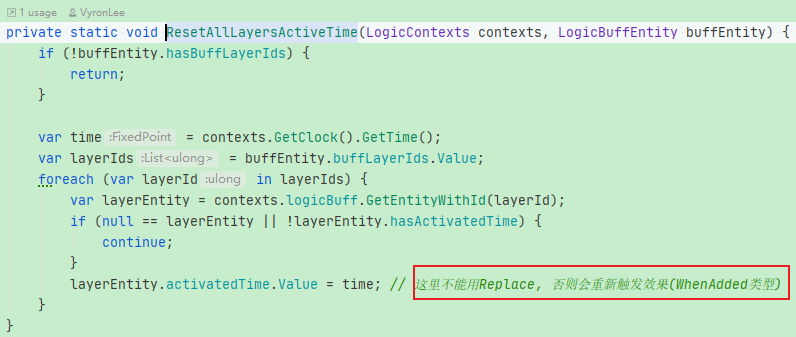 1 usage VyronLee
private static void ResetAllLayersActiveTime(LogicContexts contexts, LogicBuffEntity buffEntity) {
if (!buffEntity.hasBuffLayerIds) {
return;
}
var time :FixedPoint = contexts.GetClock().GetTime();
var layerIds :List<ulong> = buffEntity.buffLayerIds.Value;
foreach (var layerId :ulong in layerIds) {
var layerEntity = contexts.logicBuff.GetEntityWithId(layerId);
if (null == layerEntity || !layerEntity.hasActivatedTime) {
continue;
}
layerEntity.activatedTime.Value = time; // 这里不能用Replace, 否则会重新触发效果(WhenAdded类型)
}
}